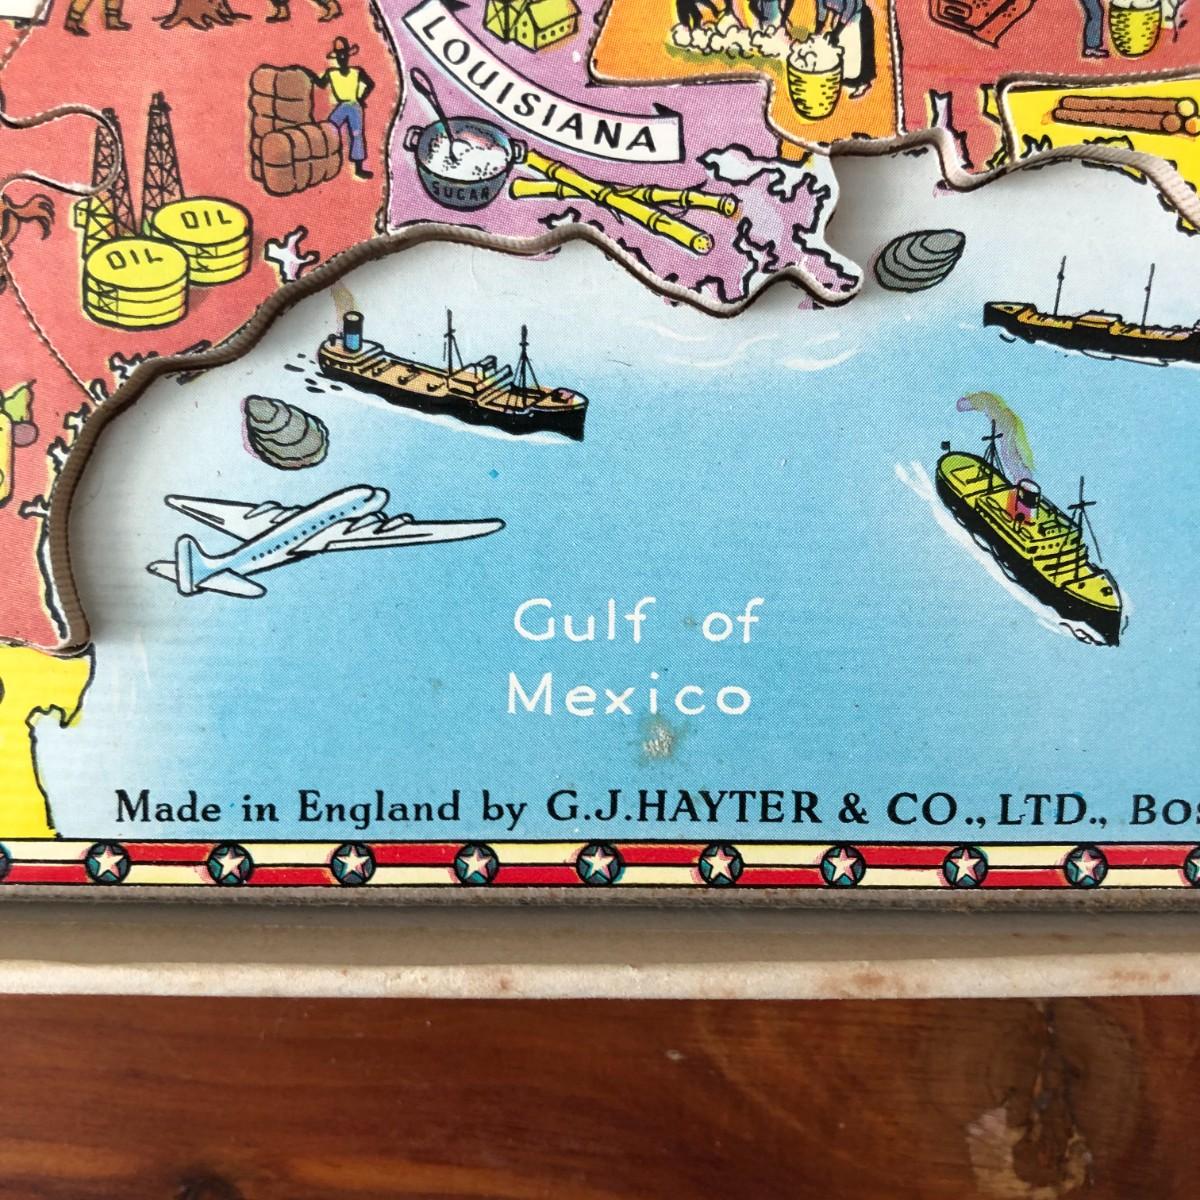 LOUISIANA
SUGAR
OIL
OIL
Gulf of
Mexico
Made in England by G.J.HAYTER & CO., LTD.,